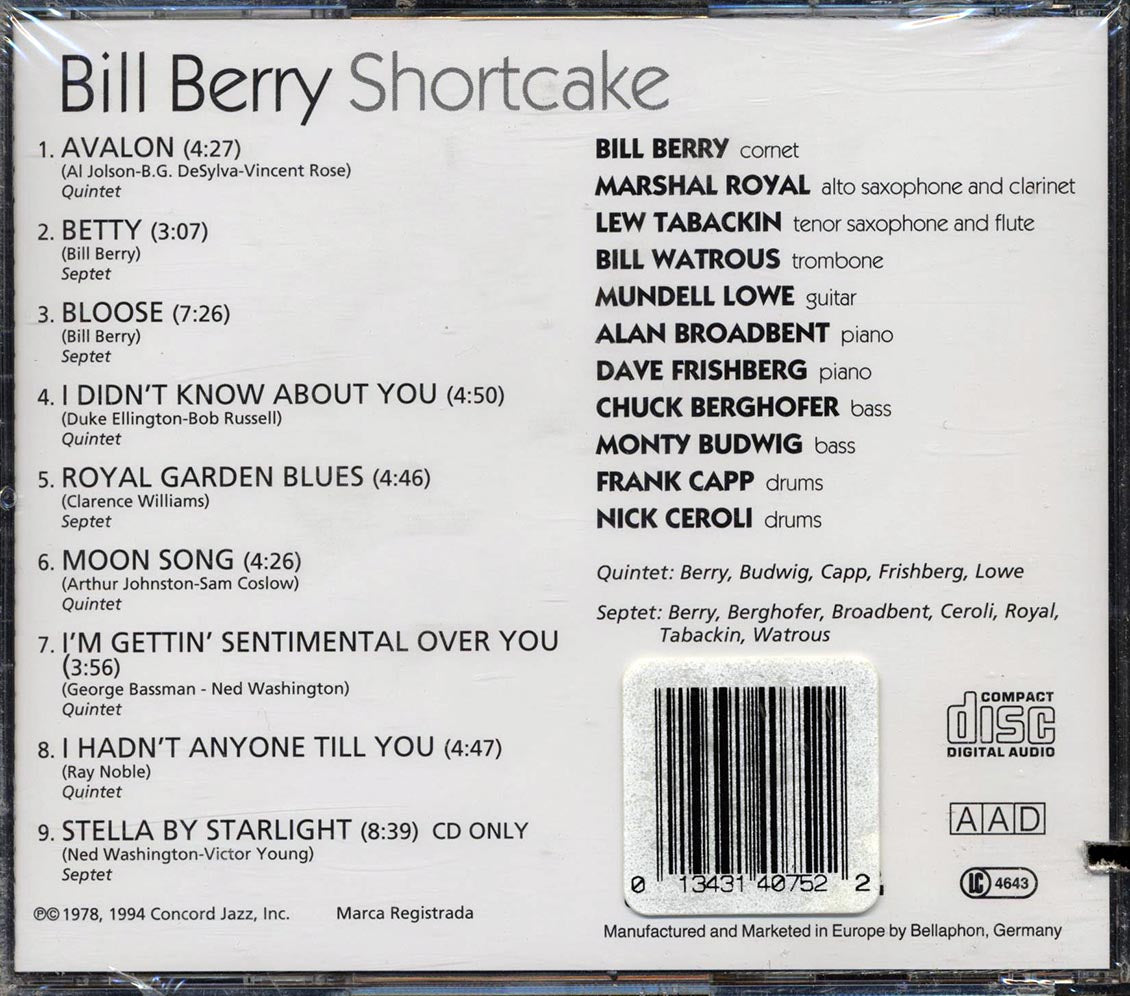 Bill Berry Shortcake
1. AVALON (4:27)
(Al Jolson-B.G. DeSylva-Vincent Rose)
Quintet
2. BETTY (3:07)
(Bill Berry)
Septet
3. BLOOSE (7:26)
(Bill Berry)
Septet
4. I DIDN'T KNOW ABOUT YOU (4:50)
(Duke Ellington-Bob Russell)
Quintet
5. ROYAL GARDEN BLUES (4:46)
(Clarence Williams)
Septet
6. MOON SONG (4:26)
(Arthur Johnston-Sam Coslow)
Quintet
7. I'M GETTIN' SENTIMENTAL OVER YOU
(3:56)
(George Bassman - Ned Washington)
Quintet
8. I HADN'T ANYONE TILL YOU (4:47)
(Ray Noble)
Quintet
9. STELLA BY STARLIGHT (8:39) CD ONLY
(Ned Washington-Victor Young)
Septet
℗© 1978, 1994 Concord Jazz, Inc. Marca Registrada
BILL BERRY cornet
MARSHAL ROYAL alto saxophone and clarinet
LEW TABACKIN tenor saxophone and flute
BILL WATROUS trombone
MUNDELL LOWE guitar
ALAN BROADBENT piano
DAVE FRISHBERG piano
CHUCK BERGHOFER bass
MONTY BUDWIG bass
FRANK CAPP drums
NICK CEROLI drums
Quintet: Berry, Budwig, Capp, Frishberg, Lowe
Septet: Berry, Berghofer, Broadbent, Ceroli, Royal,
Tabackin, Watrous
0 13431 40752 2
COMPACT
disc
DIGITAL AUDIO
AAD
LC 4643
Manufactured and Marketed in Europe by Bellaphon, Germany